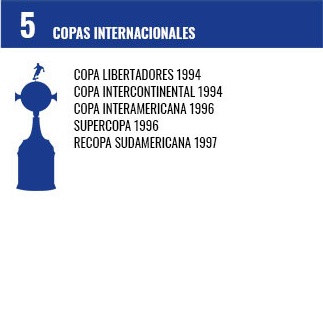 5 COPAS INTERNACIONALES
COPA LIBERTADORES 1994
COPA INTERCONTINENTAL 1994
COPA INTERAMERICANA 1996
SUPERCOPA 1996
RECOPA SUDAMERICANA 1997